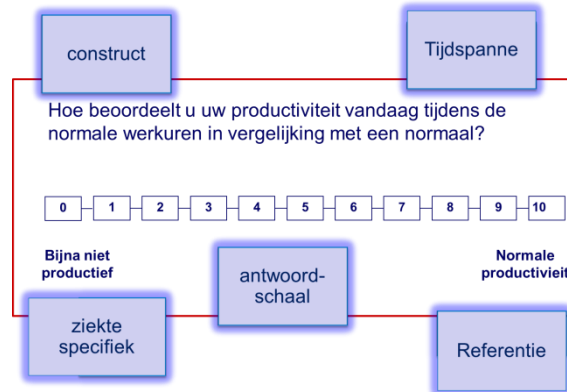 construct
Tijdspanne
Hoe beoordeelt u uw productiviteit vandaag tijdens de
normale werkuren in vergelijking met een normaal?
0 1 2 3 4 5 6 7 8 9 10
Bijna niet
productief
Normale
productivieit
antwoord-
schaal
ziekte
specifiek
Referentie